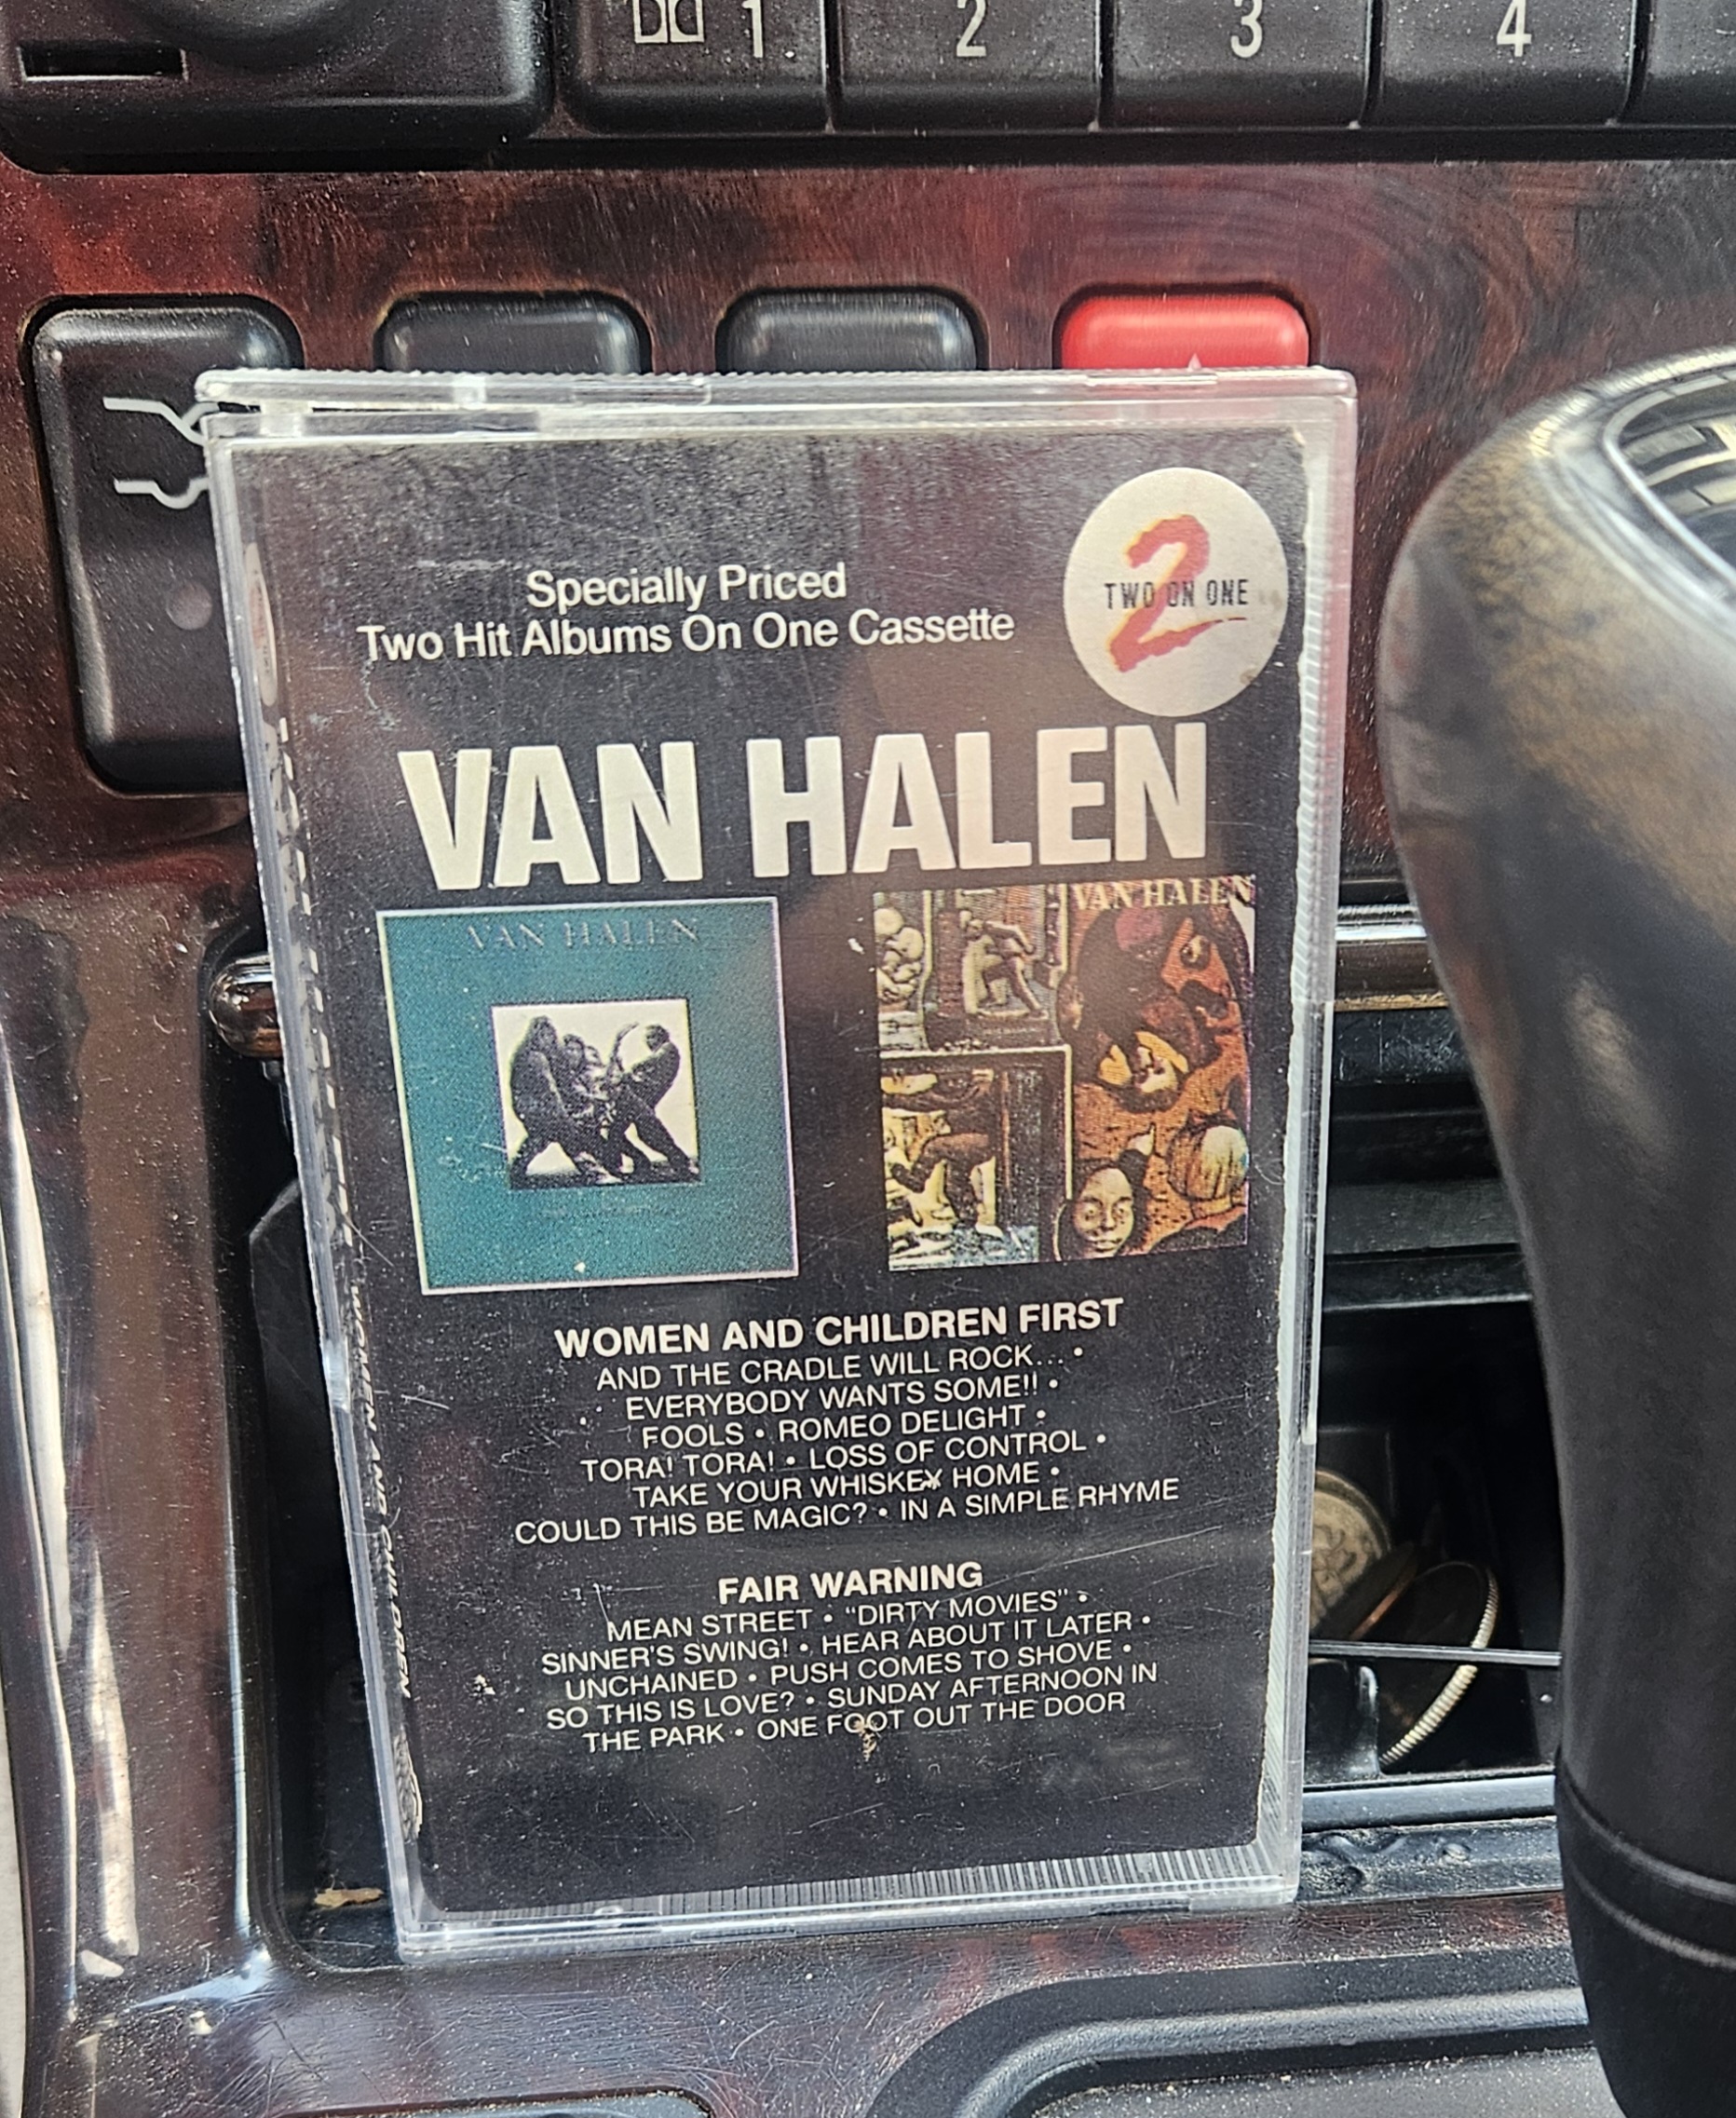 1 2 3 4
Specially Priced
Two Hit Albums On One Cassette
2
TWO ON ONE
VAN HALEN
VAN HALEN
VAN HALEN
WOMEN AND CHILDREN FIRST
AND THE CRADLE WILL ROCK... •
EVERYBODY WANTS SOME!! •
FOOLS • ROMEO DELIGHT •
TORA! TORA! • LOSS OF CONTROL •
TAKE YOUR WHISKEY HOME •
COULD THIS BE MAGIC? • IN A SIMPLE RHYME
FAIR WARNING
MEAN STREET • "DIRTY MOVIES" •
SINNER'S SWING! • HEAR ABOUT IT LATER •
UNCHAINED • PUSH COMES TO SHOVE •
SO THIS IS LOVE? • SUNDAY AFTERNOON IN
THE PARK • ONE FOOT OUT THE DOOR
WOMEN AND CHILDREN